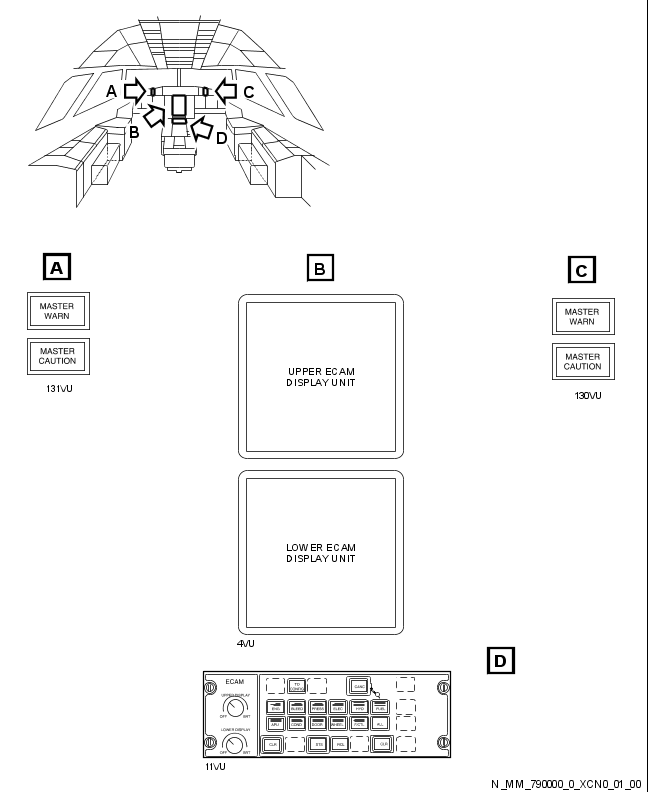 A
C
B
D
A
B
C
MASTER
WARN
MASTER
CAUTION
131VU
UPPER ECAM
DISPLAY UNIT
MASTER
WARN
MASTER
CAUTION
130VU
LOWER ECAM
DISPLAY UNIT
4VU
D
ECAM
UPPER DISPLAY
OFF BRT
LOWER DISPLAY
OFF BRT
TO
CONFIG
CANC
ENG BLEED PRESS ELEC HYD FUEL
APU COND DOOR WHEEL F/CTL ALL
CLR STS RCL CLR
11VU
N_MM_790000_0_XCN0_01_00